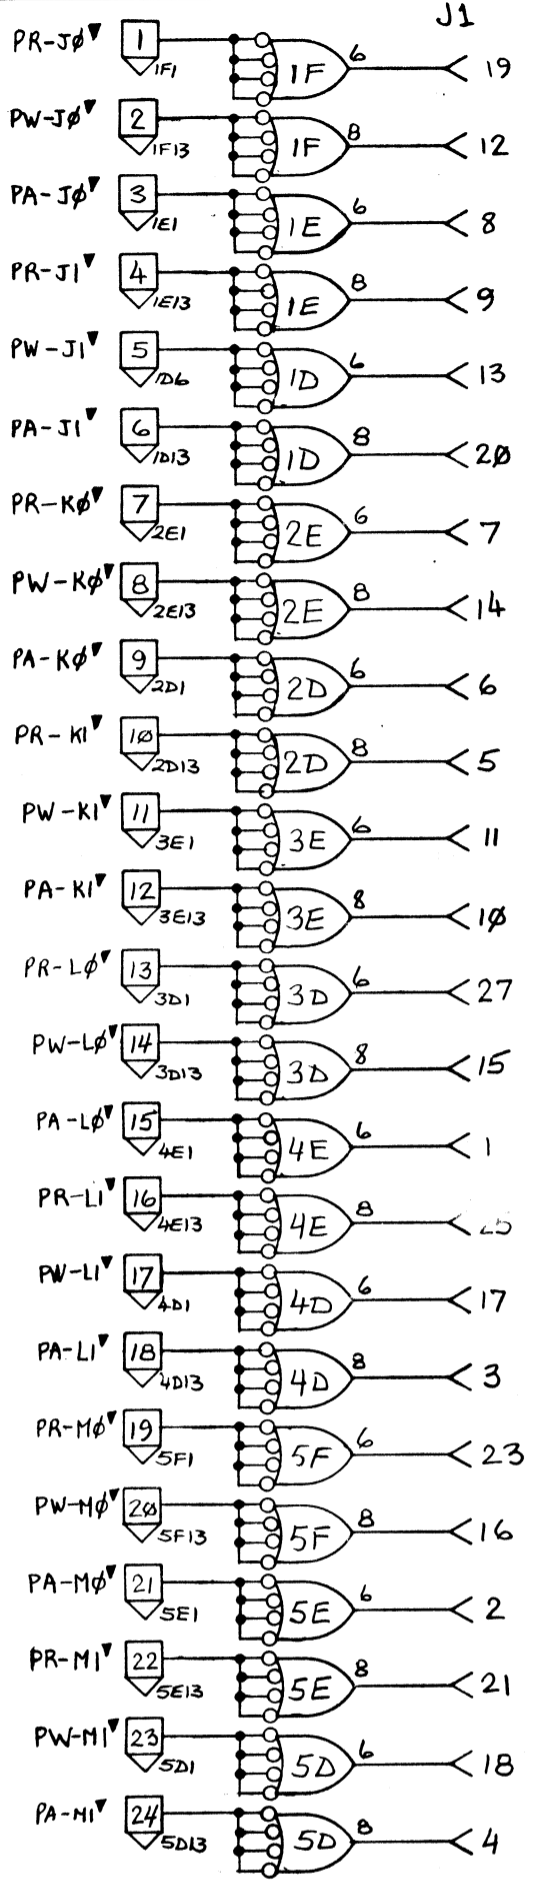 J1
PR-JØ▼ 1 1F1 1F 6 19
PW-JØ▼ 2 1F13 1F 8 12
PA-JØ▼ 3 1E1 1E 6 8
PR-J1▼ 4 1E13 1E 8 9
PW-J1▼ 5 1D6 1D 6 13
PA-J1▼ 6 1D13 1D 8 2Ø
PR-KØ▼ 7 2E1 2E 6 7
PW-KØ▼ 8 2E13 2E 8 14
PA-KØ▼ 9 2D1 2D 6 6
PR-K1▼ 1Ø 2D13 2D 8 5
PW-K1▼ 11 3E1 3E 6 11
PA-K1▼ 12 3E13 3E 8 1Ø
PR-LØ▼ 13 3D1 3D 6 27
PW-LØ▼ 14 3D13 3D 8 15
PA-LØ▼ 15 4E1 4E 6 1
PR-L1▼ 16 4E13 4E 8
PW-L1▼ 17 4D1 4D 6 17
PA-L1▼ 18 4D13 4D 8 3
PR-MØ▼ 19 5F1 5F 6 23
PW-MØ▼ 2Ø 5F13 5F 8 16
PA-MØ▼ 21 5E1 5E 6 2
PR-M1▼ 22 5E13 5E 8 21
PW-M1▼ 23 5D1 5D 6 18
PA-M1▼ 24 5D13 5D 8 4